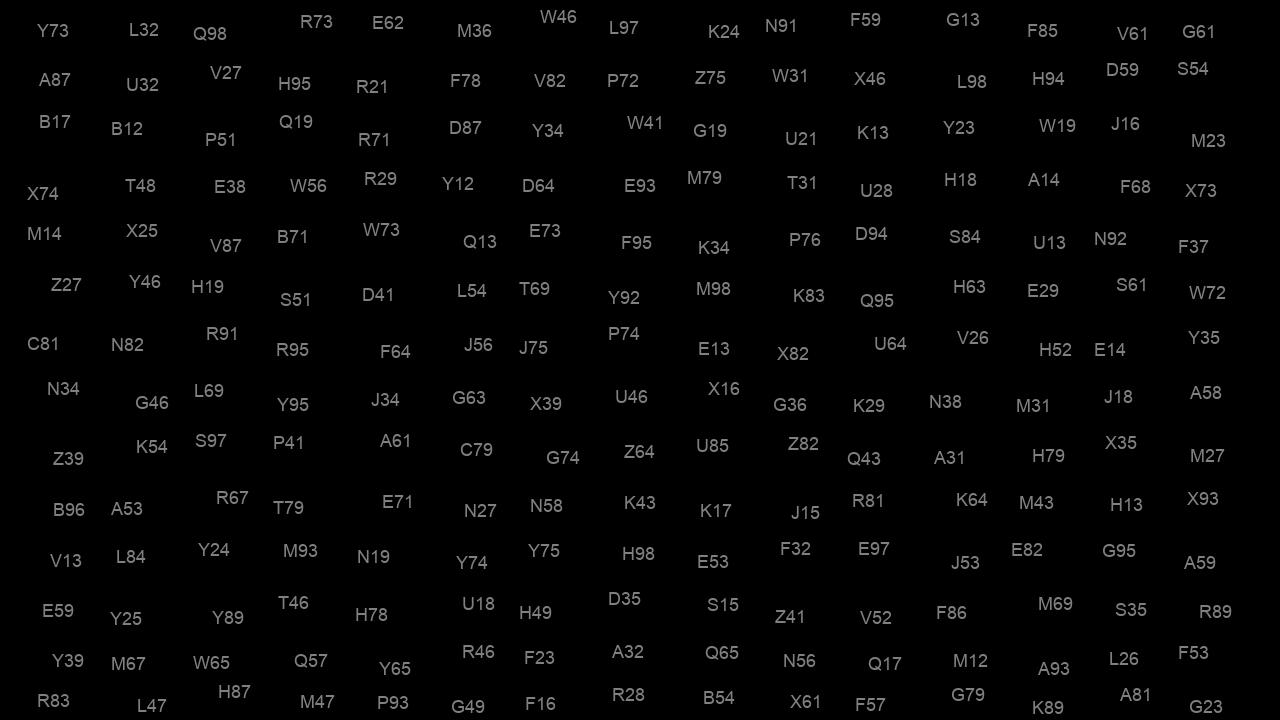 Y73 L32 Q98 R73 E62 M36 W46 L97 K24 N91 F59 G13 F85 V61 G61
A87 U32 V27 H95 R21 F78 V82 P72 Z75 W31 X46 L98 H94 D59 S54
B17 B12 P51 Q19 R71 D87 Y34 W41 G19 U21 K13 Y23 W19 J16 M23
X74 T48 E38 W56 R29 Y12 D64 E93 M79 T31 U28 H18 A14 F68 X73
M14 X25 V87 B71 W73 Q13 E73 F95 K34 P76 D94 S84 U13 N92 F37
Z27 Y46 H19 S51 D41 L54 T69 Y92 M98 K83 Q95 H63 E29 S61 W72
C81 N82 R91 R95 F64 J56 J75 P74 E13 X82 U64 V26 H52 E14 Y35
N34 G46 L69 Y95 J34 G63 X39 U46 X16 G36 K29 N38 M31 J18 A58
Z39 K54 S97 P41 A61 C79 G74 Z64 U85 Z82 Q43 A31 H79 X35 M27
B96 A53 R67 T79 E71 N27 N58 K43 K17 J15 R81 K64 M43 H13 X93
V13 L84 Y24 M93 N19 Y74 Y75 H98 E53 F32 E97 J53 E82 G95 A59
E59 Y25 Y89 T46 H78 U18 H49 D35 S15 Z41 V52 F86 M69 S35 R89
Y39 M67 W65 Q57 Y65 R46 F23 A32 Q65 N56 Q17 M12 A93 L26 F53
R83 L47 H87 M47 P93 G49 F16 R28 B54 X61 F57 G79 K89 A81 G23